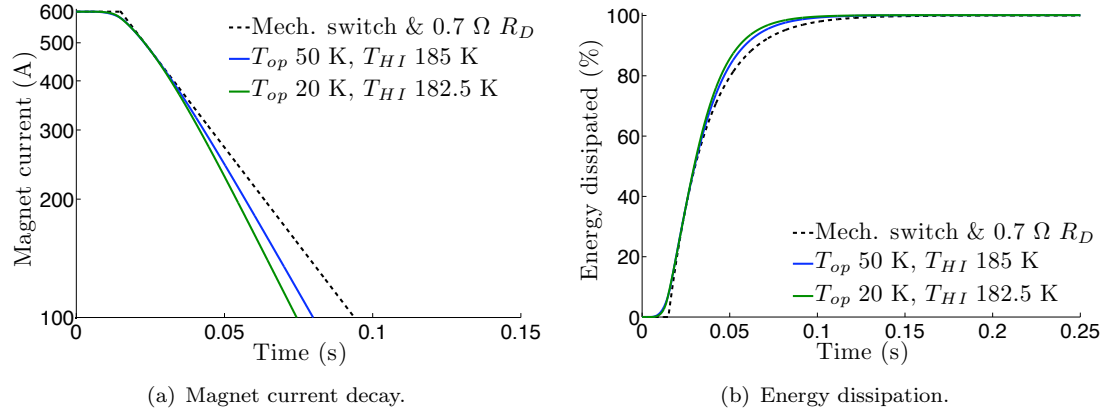 600
500
400
300
200
100
0
0.05
0.1
0.15
Magnet current (A)
Time (s)
Mech. switch & 0.7 Ω R_D
T_op 50 K, T_HI 185 K
T_op 20 K, T_HI 182.5 K
(a) Magnet current decay.
100
80
60
40
20
0
0
0.05
0.1
0.15
0.2
0.25
Energy dissipated (%)
Time (s)
Mech. switch & 0.7 Ω R_D
T_op 50 K, T_HI 185 K
T_op 20 K, T_HI 182.5 K
(b) Energy dissipation.